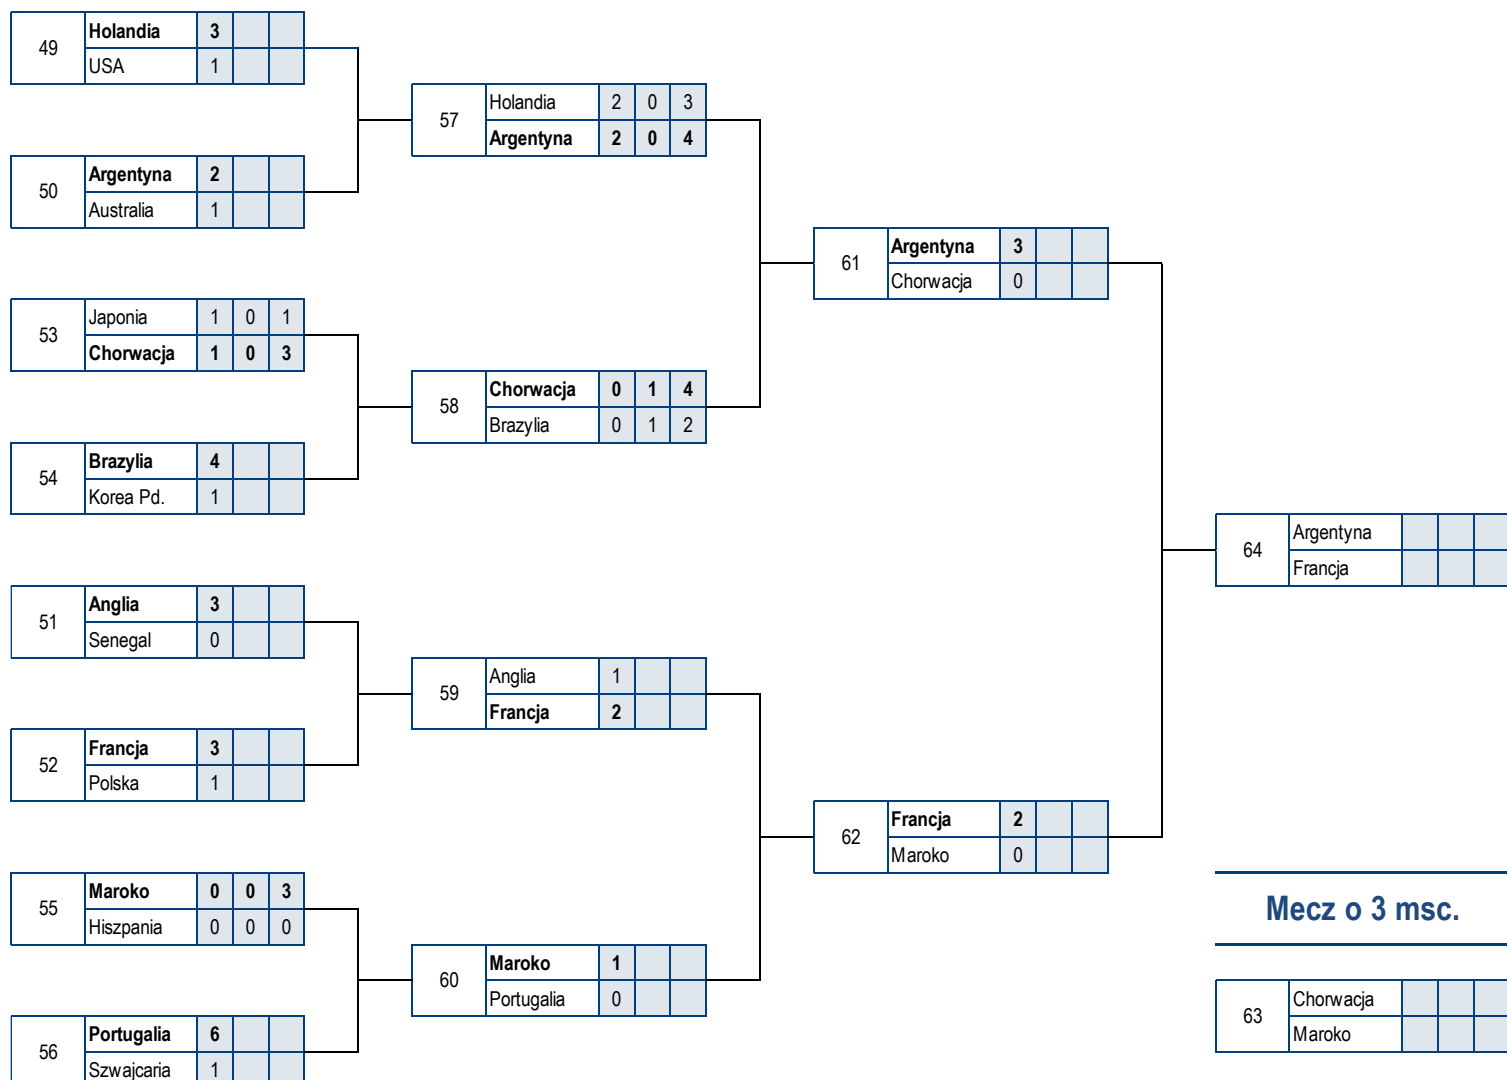 49
Holandia 3
USA 1
50
Argentyna 2
Australia 1
53
Japonia 1 0 1
Chorwacja 1 0 3
54
Brazylia 4
Korea Pd. 1
51
Anglia 3
Senegal 0
52
Francja 3
Polska 1
55
Maroko 0 0 3
Hiszpania 0 0 0
56
Portugalia 6
Szwajcaria 1
57
Holandia 2 0 3
Argentyna 2 0 4
58
Chorwacja 0 1 4
Brazylia 0 1 2
59
Anglia 1
Francja 2
60
Maroko 1
Portugalia 0
61
Argentyna 3
Chorwacja 0
62
Francja 2
Maroko 0
64
Argentyna
Francja
Mecz o 3 msc.
63
Chorwacja
Maroko